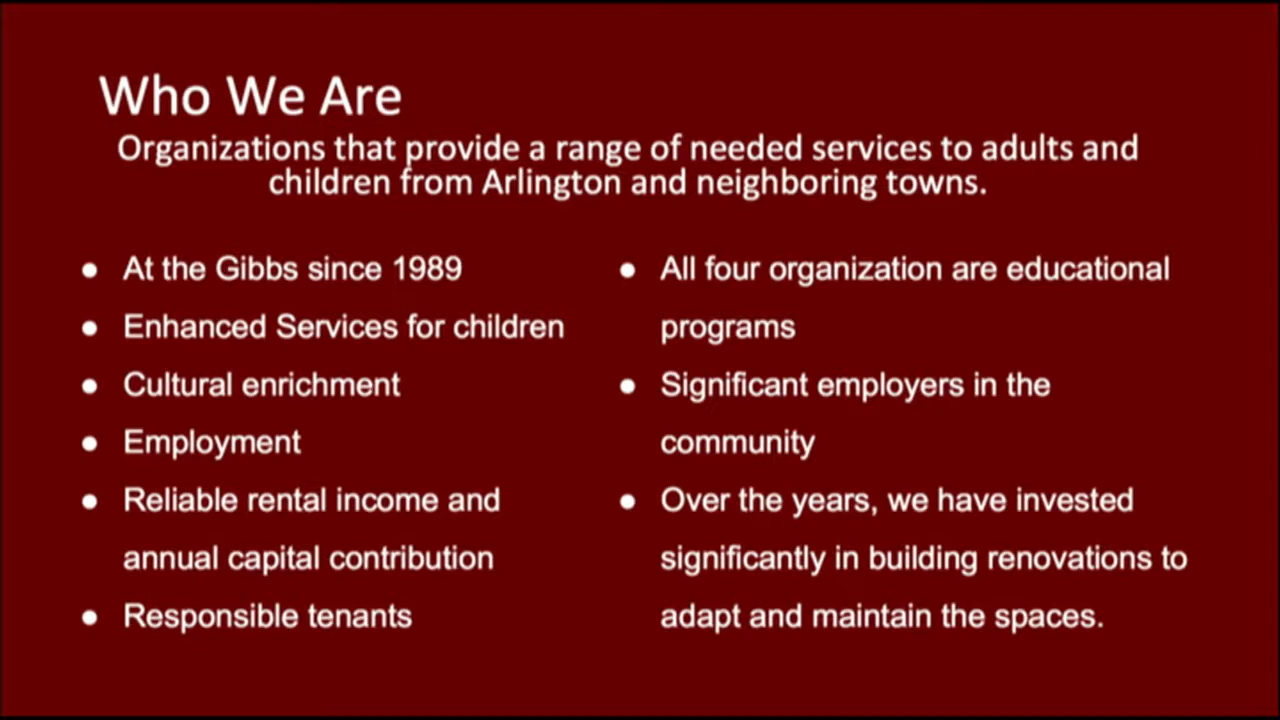 Who We Are
Organizations that provide a range of needed services to adults and
children from Arlington and neighboring towns.
● At the Gibbs since 1989
● Enhanced Services for children
● Cultural enrichment
● Employment
● Reliable rental income and
annual capital contribution
● Responsible tenants
● All four organization are educational
programs
● Significant employers in the
community
● Over the years, we have invested
significantly in building renovations to
adapt and maintain the spaces.